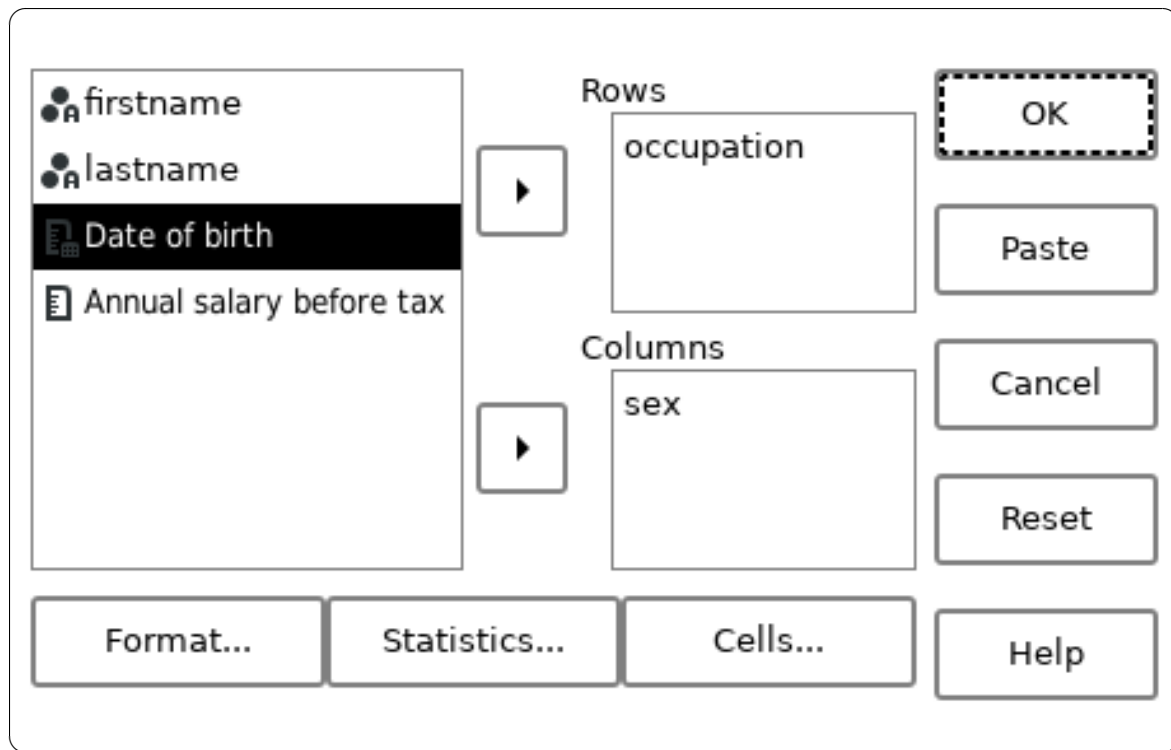 firstname
lastname
Date of birth
Annual salary before tax
Rows
occupation
Columns
sex
OK
Paste
Cancel
Reset
Help
Format...
Statistics...
Cells...